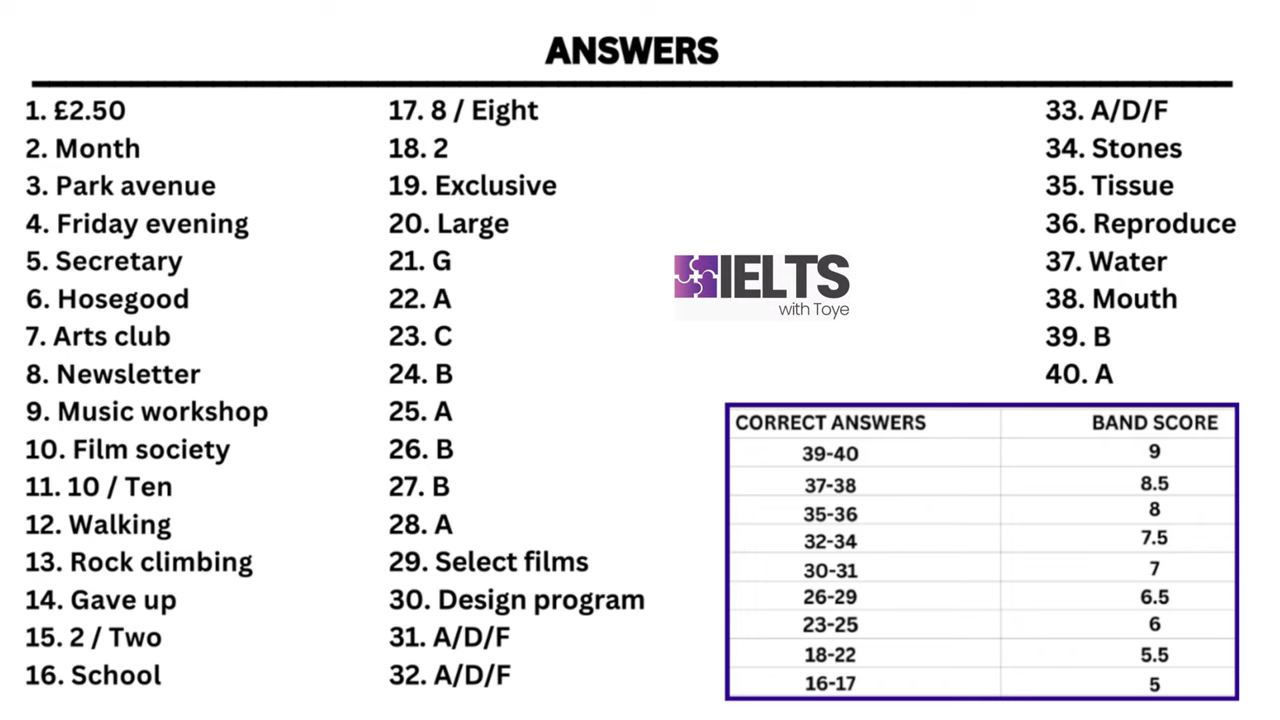 ANSWERS
1. £2.50
2. Month
3. Park avenue
4. Friday evening
5. Secretary
6. Hosegood
7. Arts club
8. Newsletter
9. Music workshop
10. Film society
11. 10 / Ten
12. Walking
13. Rock climbing
14. Gave up
15. 2 / Two
16. School
17. 8 / Eight
18. 2
19. Exclusive
20. Large
21. G
22. A
23. C
24. B
25. A
26. B
27. B
28. A
29. Select films
30. Design program
31. A/D/F
32. A/D/F
IELTS
with Toye
33. A/D/F
34. Stones
35. Tissue
36. Reproduce
37. Water
38. Mouth
39. B
40. A
CORRECT ANSWERS BAND SCORE
39-40 9
37-38 8.5
35-36 8
32-34 7.5
30-31 7
26-29 6.5
23-25 6
18-22 5.5
16-17 5